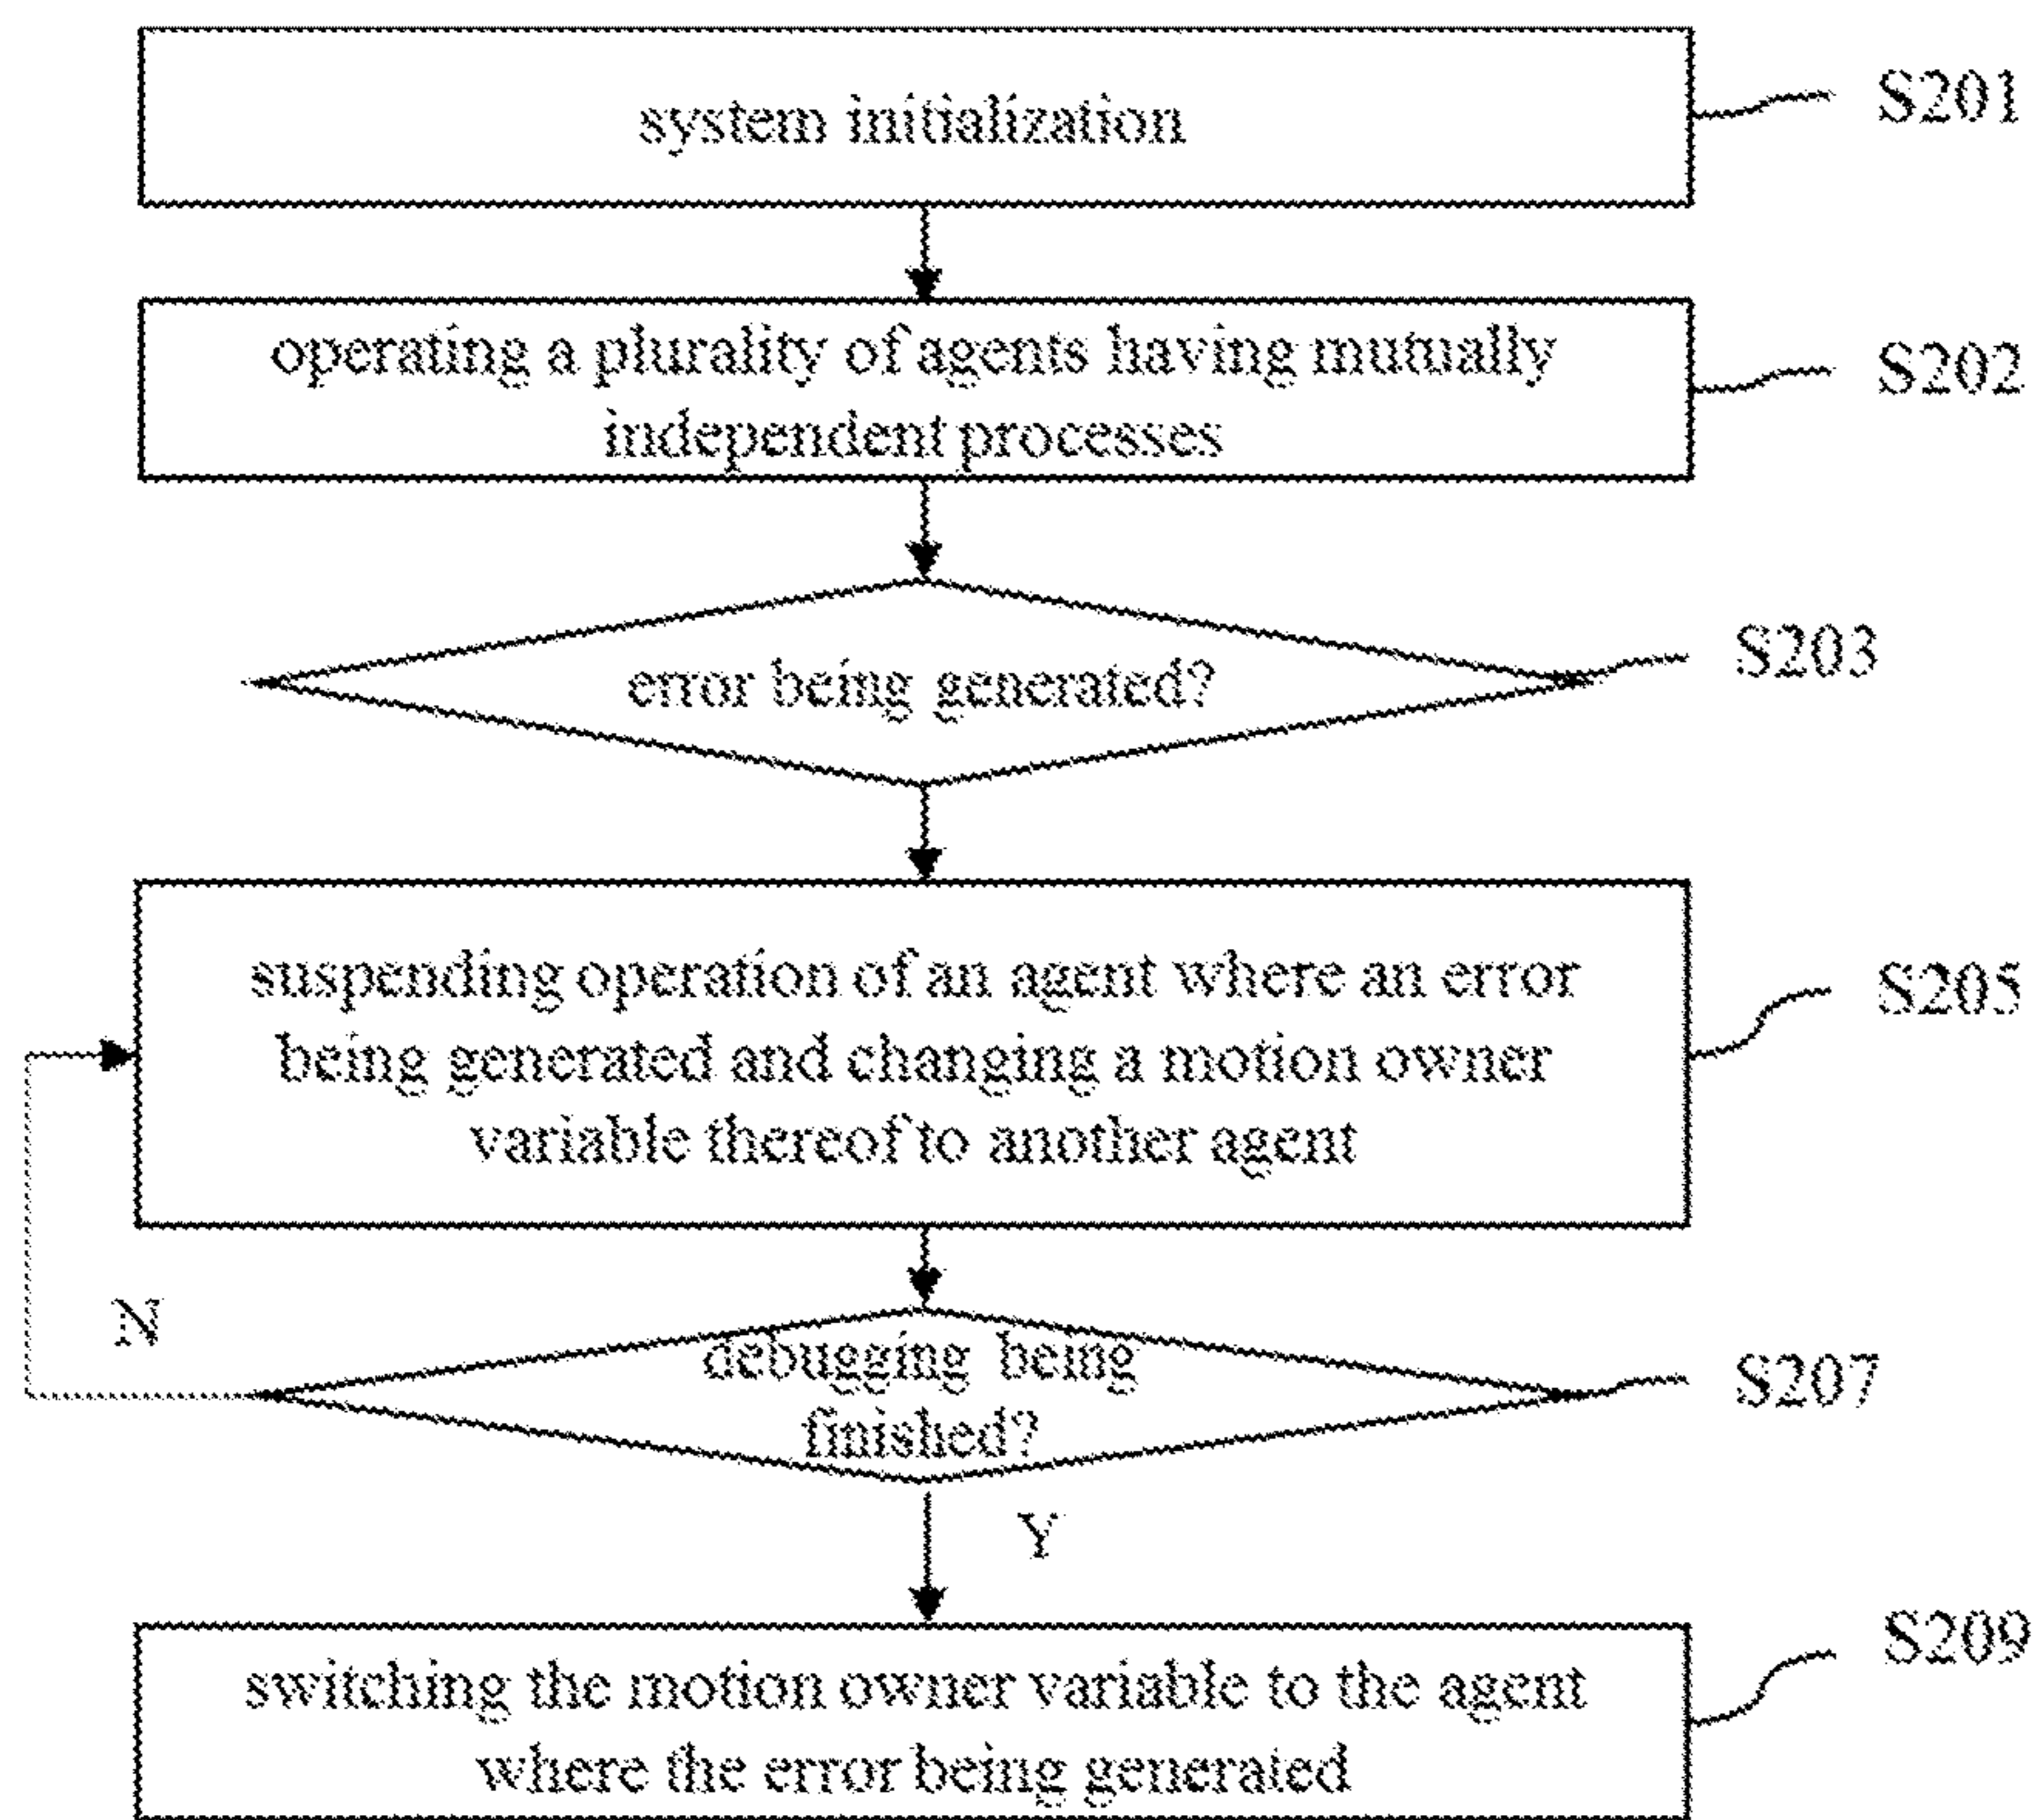 system initialization
S201
operating a plurality of agents having mutually
independent processes
S202
error being generated?
S203
suspending operation of an agent where an error
being generated and changing a motion owner
variable thereof to another agent
S205
N
debugging being
finished?
S207
Y
switching the motion owner variable to the agent
where the error being generated
S209